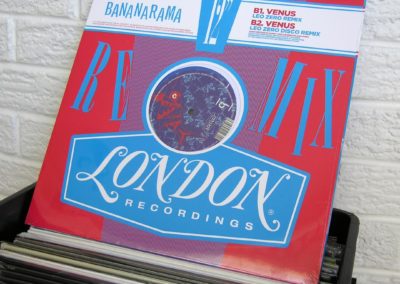 BANANARAMA
12"
B1. VENUS
LEO ZERO REMIX
B2. VENUS
LEO ZERO DISCO REMIX
RE MIX
LONDON
RECORDINGS